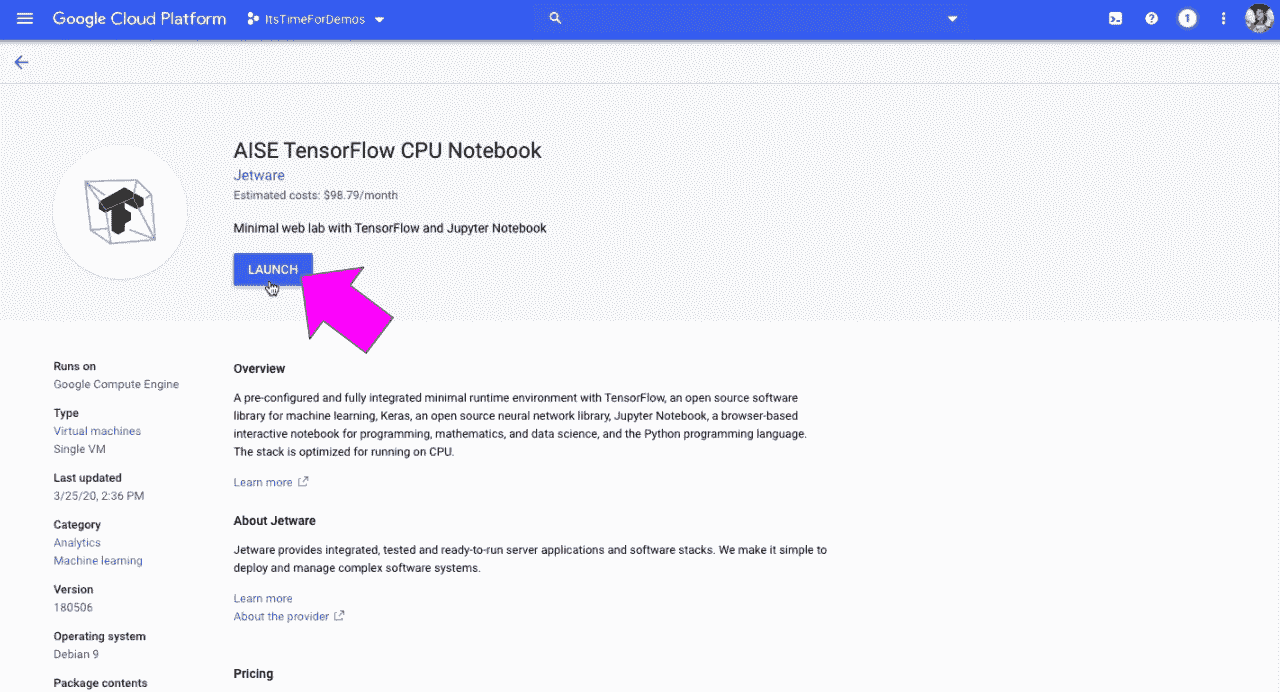 Google Cloud Platform
ItsTimeForDemos
1
AISE TensorFlow CPU Notebook
Jetware
Estimated costs: $98.79/month
Minimal web lab with TensorFlow and Jupyter Notebook
LAUNCH
Runs on
Google Compute Engine
Type
Virtual machines
Single VM
Last updated
3/25/20, 2:36 PM
Category
Analytics
Machine learning
Version
180506
Operating system
Debian 9
Package contents
Overview
A pre-configured and fully integrated minimal runtime environment with TensorFlow, an open source software
library for machine learning, Keras, an open source neural network library, Jupyter Notebook, a browser-based
interactive notebook for programming, mathematics, and data science, and the Python programming language.
The stack is optimized for running on CPU.
Learn more
About Jetware
Jetware provides integrated, tested and ready-to-run server applications and software stacks. We make it simple to
deploy and manage complex software systems.
Learn more
About the provider
Pricing